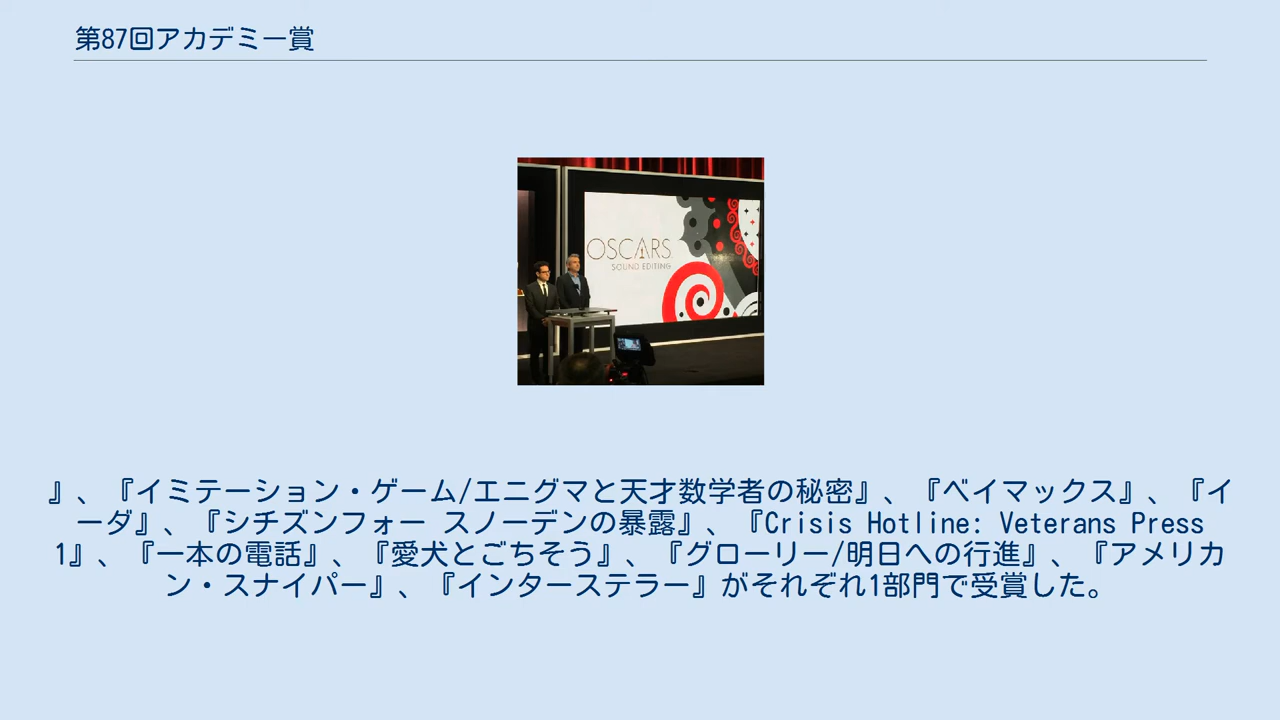 第87回アカデミー賞
OSCARS
SOUND EDITING
』、『イミテーション・ゲーム/エニグマと天才数学者の秘密』、『ベイマックス』、『イ
ーダ』、『シチズンフォー スノーデンの暴露』、『Crisis Hotline: Veterans Press
1』、『一本の電話』、『愛犬とごちそう』、『グローリー/明日への行進』、『アメリカ
ン・スナイパー』、『インターステラー』がそれぞれ1部門で受賞した。